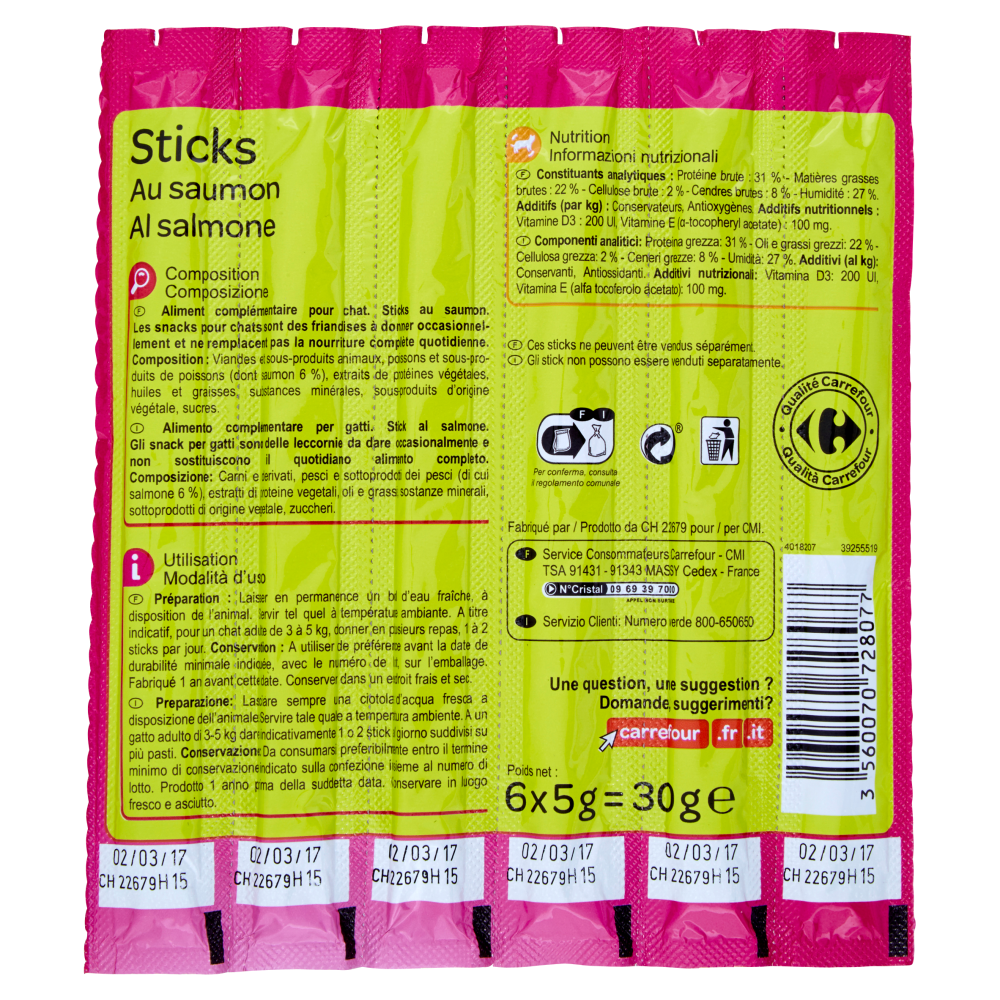 Sticks
Au saumon
Al salmone
Composition
Composizione
F Aliment complémentaire pour chat. Sticks au saumon.
Les snacks pour chats sont des friandises à donner occasionnel-
lement et ne remplacent pas la nourriture complète quotidienne.
Composition : Viandes et sous-produits animaux, poissons et sous-pro-
duits de poissons (dont saumon 6 %), extraits de protéines végétales,
huiles et graisses, substances minérales, sous-produits d'origine
végétale, sucres.
I Alimento complementare per gatti. Stick al salmone.
Gli snack per gatti sono delle leccornie da dare occasionalmente e
non sostituiscono il quotidiano alimento completo.
Composizione: Carni e derivati, pesci e sottoprodotti dei pesci (di cui
salmone 6 %), estratti di proteine vegetali, oli e grassi, sostanze minerali,
sottoprodotti di origine vegetale, zuccheri.
Utilisation
Modalità d'uso
F Préparation : Laisser en permanence un bol d'eau fraîche, à
disposition de l'animal. Servir tel quel à température ambiante. A titre
indicatif, pour un chat adulte de 3 à 5 kg, donner, en plusieurs repas, 1 à 2
sticks par jour. Conservation : A utiliser de préférence avant la date de
durabilité minimale indiquée, avec le numéro de lot, sur l'emballage.
Fabriqué 1 an avant cette date. Conserver dans un endroit frais et sec.
I Preparazione: Lasciare sempre una ciotola d'acqua fresca a
disposizione dell'animale. Servire tale quale a temperatura ambiente. A un
gatto adulto di 3-5 kg dare indicativamente 1 o 2 stick al giorno suddivisi su
più pasti. Conservazione: Da consumarsi preferibilmente entro il termine
minimo di conservazione indicato sulla confezione insieme al numero di
lotto. Prodotto 1 anno prima della suddetta data. Conservare in luogo
fresco e asciutto.
Nutrition
Informazioni nutrizionali
F Constituants analytiques : Protéine brute : 31 % - Matières grasses
brutes : 22 % - Cellulose brute : 2 % - Cendres brutes : 8 % - Humidité : 27 %.
Additifs (par kg) : Conservateurs, Antioxygènes. Additifs nutritionnels :
Vitamine D3 : 200 UI, Vitamine E (α-tocopheryl acetate) : 100 mg.
I Componenti analitici: Proteina grezza: 31 % - Oli e grassi grezzi: 22 % -
Cellulosa grezza: 2 % - Ceneri grezze: 8 % - Umidità: 27 %. Additivi (al kg):
Conservanti, Antiossidanti. Additivi nutrizionali: Vitamina D3: 200 UI,
Vitamina E (alfa tocoferolo acetato): 100 mg.
F Ces sticks ne peuvent être vendus séparément.
I Gli stick non possono essere venduti separatamente.
F I
Per conferma, consulta
il regolamento comunale
®
Qualité Carrefour
Qualità Carrefour
Fabriqué par / Prodotto da CH 22679 pour / per CMI.
4018207 39255519
F Service Consommateurs Carrefour - CMI
TSA 91431 - 91343 MASSY Cedex - France
N°Cristal 09 69 39 7000
APPEL NON SURTAXE
I Servizio Clienti: Numero verde 800-650650
Une question, une suggestion ?
Domande, suggerimenti?
carrefour .fr .it
Poids net :
6x5g=30g℮
3 560070 728077
02/03/17
CH 22679H 15
02/03/17
CH 22679H 15
02/03/17
CH 22679H 15
02/03/17
CH 22679H 15
02/03/17
CH 22679H 15
02/03/17
CH 22679H 15